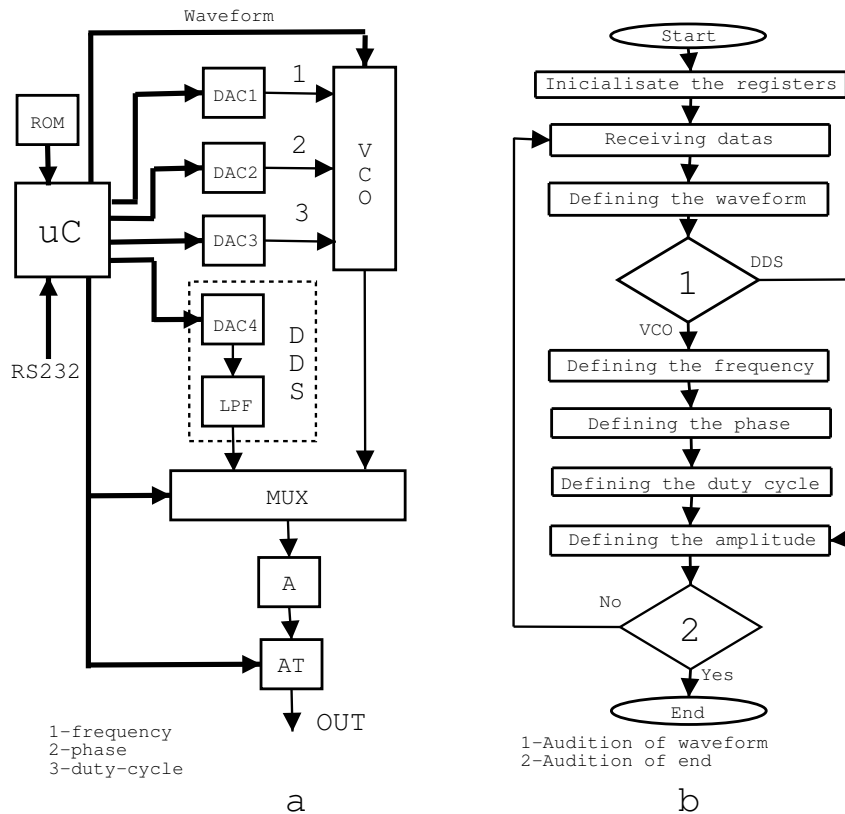 Waveform
ROM
uC
RS232
DAC1
DAC2
DAC3
1
2
3
VCO
DAC4
LPF
DDS
MUX
A
AT
OUT
1-frequency
2-phase
3-duty-cycle
a
Start
Inicialisate the registers
Receiving datas
Defining the waveform
1
DDS
VCO
Defining the frequency
Defining the phase
Defining the duty cycle
Defining the amplitude
No
2
Yes
End
1-Audition of waveform
2-Audition of end
b